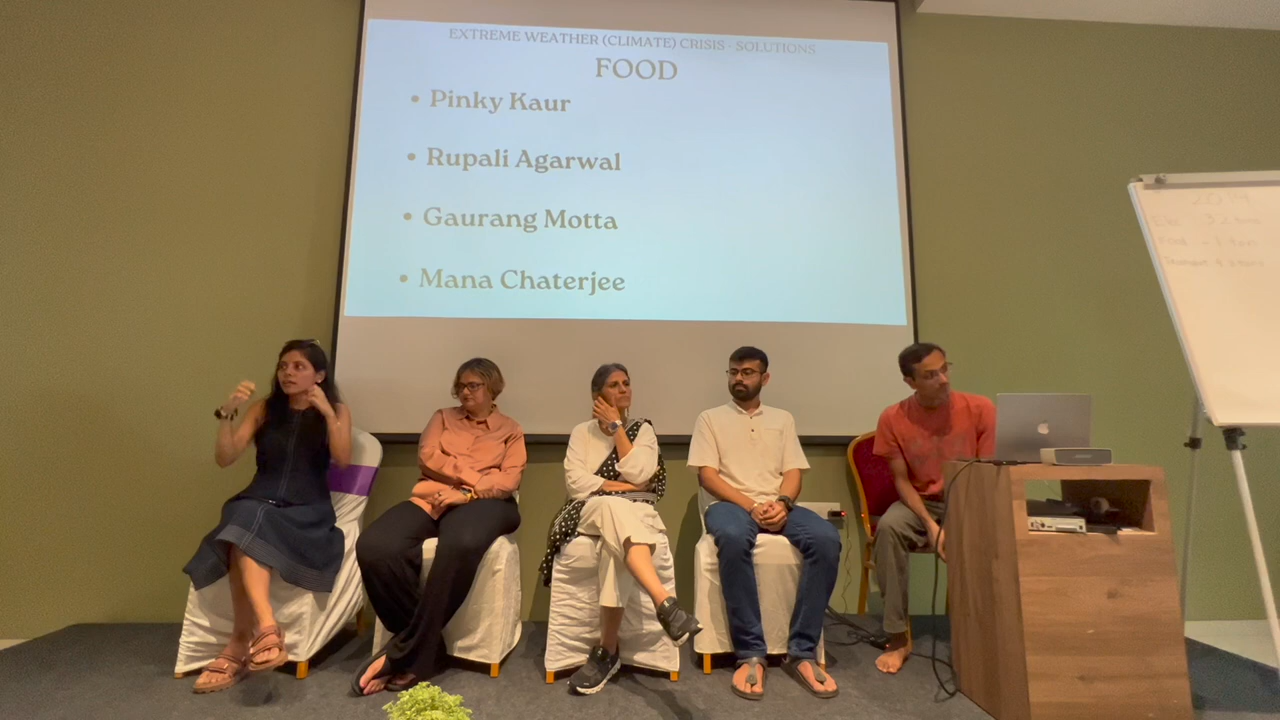 EXTREME WEATHER (CLIMATE) CRISIS - SOLUTIONS
FOOD
• Pinky Kaur
• Rupali Agarwal
• Gaurang Motta
• Mana Chaterjee